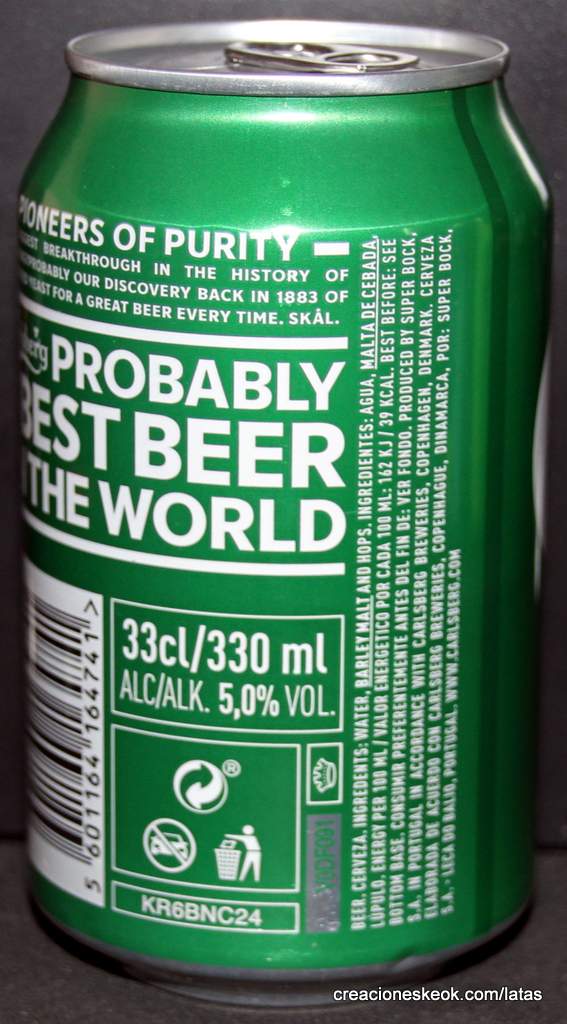 PIONEERS OF PURITY
BREAKTHROUGH IN THE HISTORY OF
PROBABLY OUR DISCOVERY BACK IN 1883 OF
YEAST FOR A GREAT BEER EVERY TIME. SKÅL.
PROBABLY
BEST BEER
THE WORLD
33cl/330 ml
ALC/ALK. 5,0% VOL.
5 601164 164741 >
KR6BNC24
BEER, CERVEZA. INGREDIENTS: WATER, BARLEY MALT AND HOPS. INGREDIENTES: AGUA, MALTA DE CEBADA,
LÚPULO. ENERGY PER 100 ML / VALOR ENERGÉTICO POR CADA 100 ML: 162 KJ / 39 KCAL. BEST BEFORE: SEE
BOTTOM BASE. CONSUMIR PREFERENTEMENTE ANTES DEL FIN DE: VER FONDO. PRODUCED BY SUPER BOCK,
S.A. IN PORTUGAL IN ACCORDANCE WITH CARLSBERG BREWERIES, COPENHAGEN, DENMARK. CERVEZA
ELABORADA DE ACUERDO CON CARLSBERG BREWERIES, COPENHAGUE, DINAMARCA, POR: SUPER BOCK,
S.A. - LEÇA DO BALIO, PORTUGAL. WWW.CARLSBERG.COM
creacioneskeok.com/latas